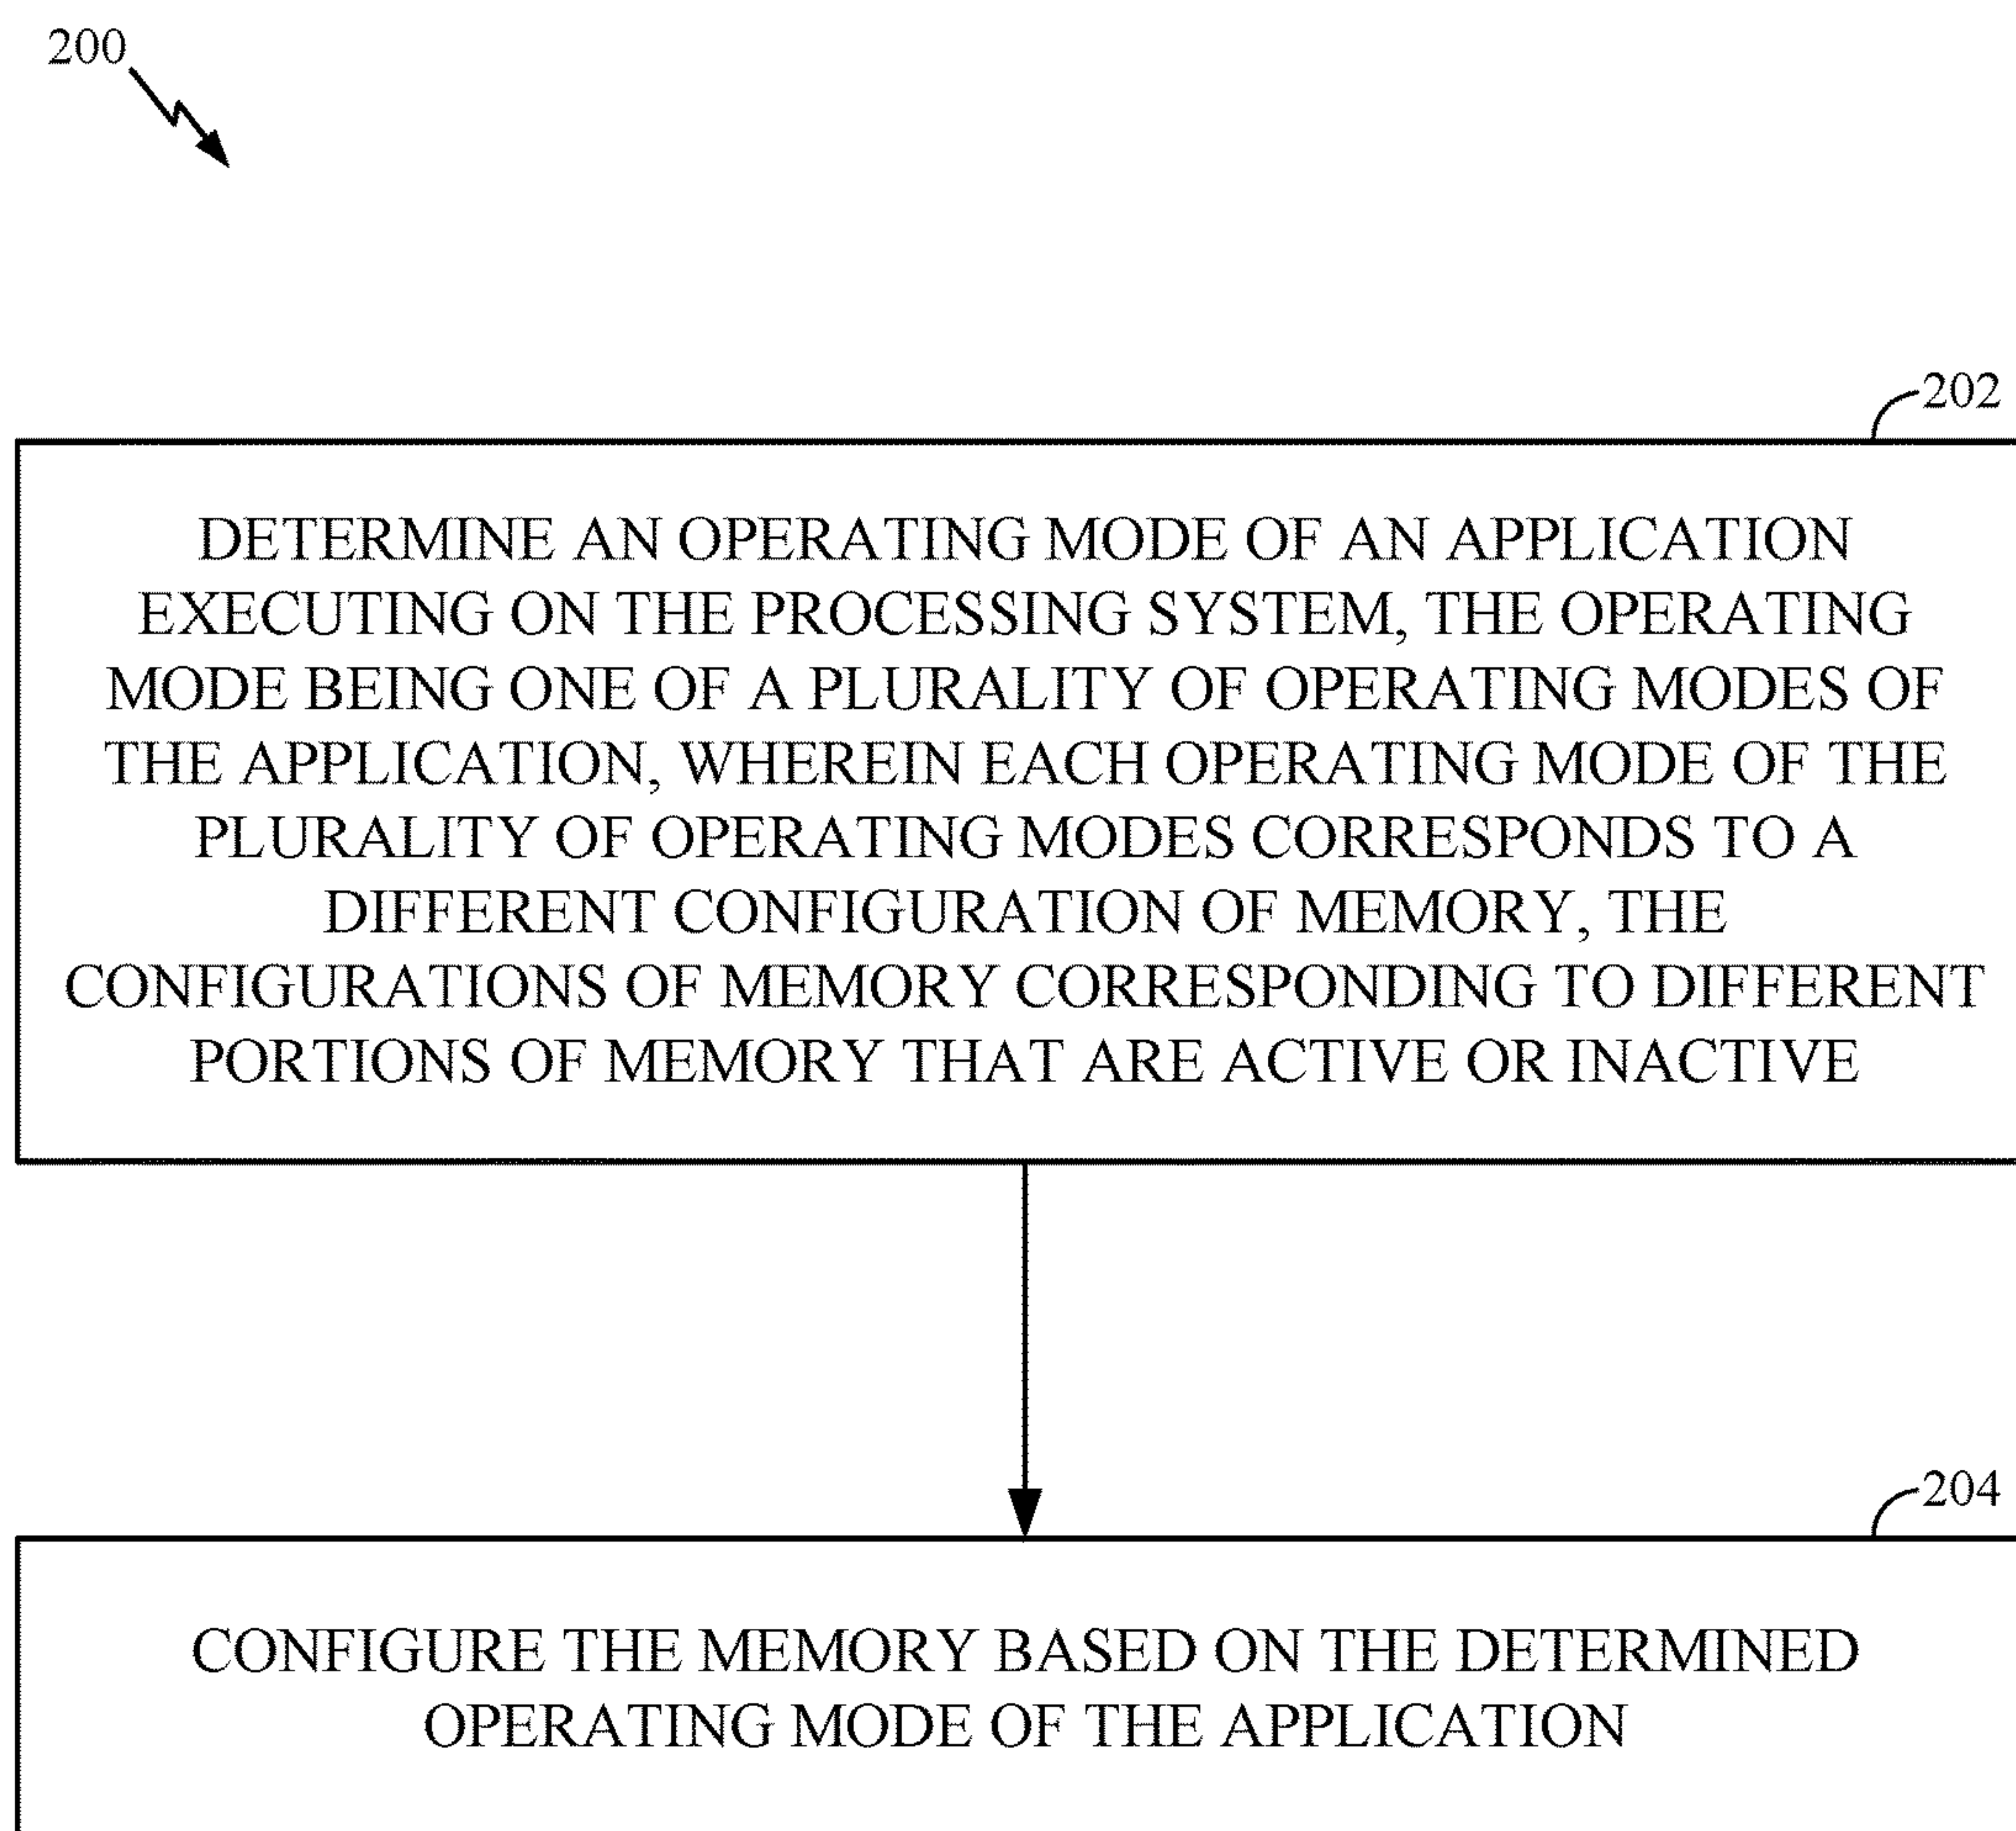 200
202
DETERMINE AN OPERATING MODE OF AN APPLICATION
EXECUTING ON THE PROCESSING SYSTEM, THE OPERATING
MODE BEING ONE OF A PLURALITY OF OPERATING MODES OF
THE APPLICATION, WHEREIN EACH OPERATING MODE OF THE
PLURALITY OF OPERATING MODES CORRESPONDS TO A
DIFFERENT CONFIGURATION OF MEMORY, THE
CONFIGURATIONS OF MEMORY CORRESPONDING TO DIFFERENT
PORTIONS OF MEMORY THAT ARE ACTIVE OR INACTIVE
204
CONFIGURE THE MEMORY BASED ON THE DETERMINED
OPERATING MODE OF THE APPLICATION